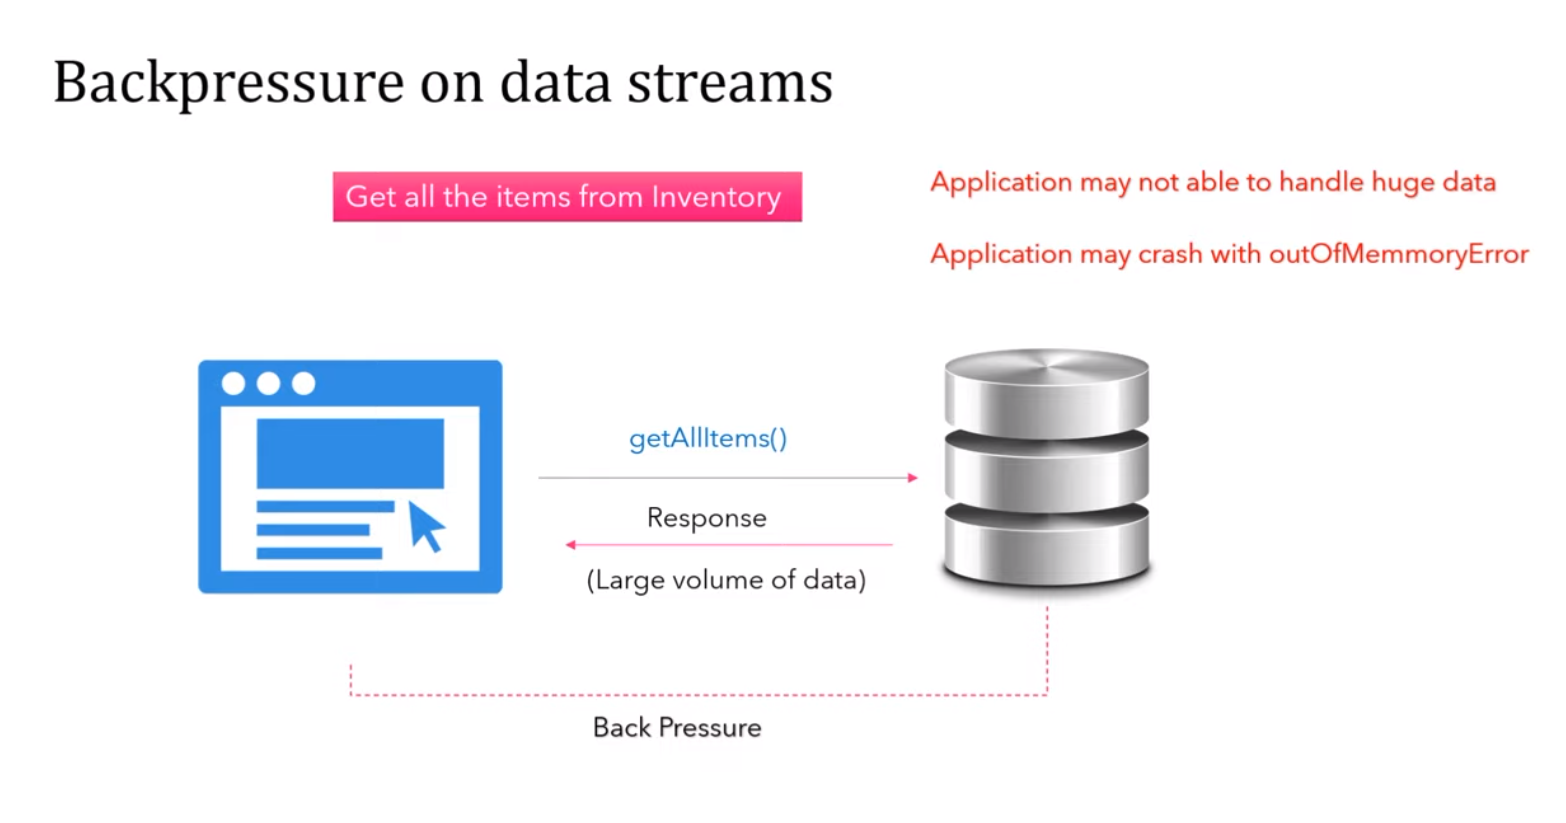 Backpressure on data streams
Get all the items from Inventory
Application may not able to handle huge data
Application may crash with outOfMemmoryError
getAllItems()
Response
(Large volume of data)
Back Pressure